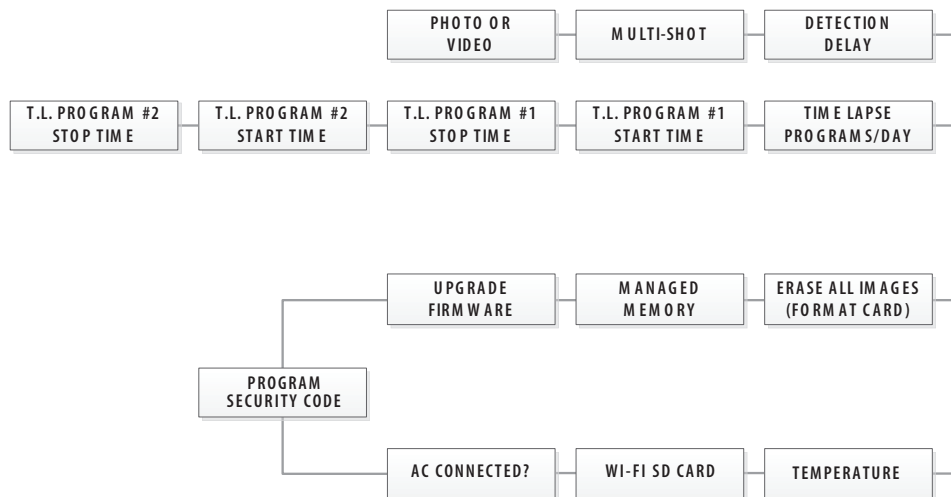 PHOTO OR
VIDEO
MULTI-SHOT
DETECTION
DELAY
T.L. PROGRAM #2
STOP TIME
T.L. PROGRAM #2
START TIME
T.L. PROGRAM #1
STOP TIME
T.L. PROGRAM #1
START TIME
TIME LAPSE
PROGRAMS/DAY
UPGRADE
FIRMWARE
MANAGED
MEMORY
ERASE ALL IMAGES
(FORMAT CARD)
PROGRAM
SECURITY CODE
AC CONNECTED?
WI-FI SD CARD
TEMPERATURE